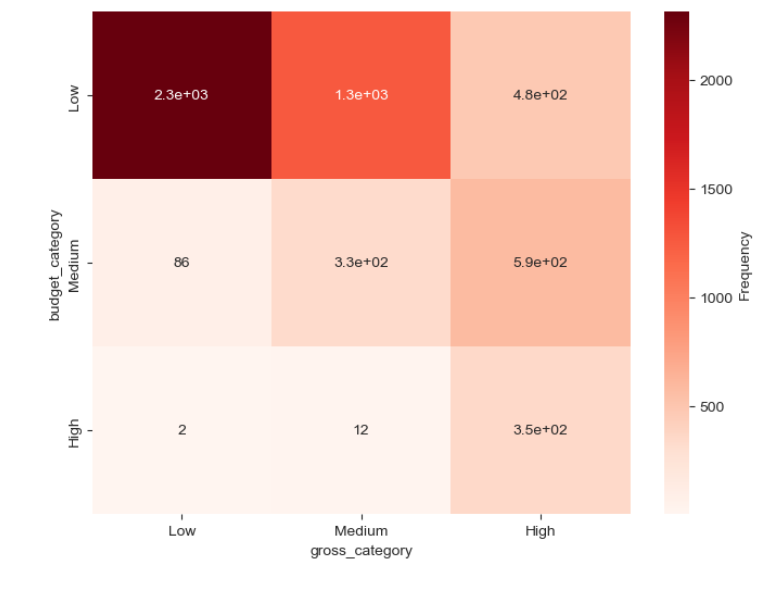 Low
2.3e+03
1.3e+03
4.8e+02
Medium
86
3.3e+02
5.9e+02
High
2
12
3.5e+02
budget_category
Low
Medium
High
gross_category
2000
1500
1000
500
Frequency